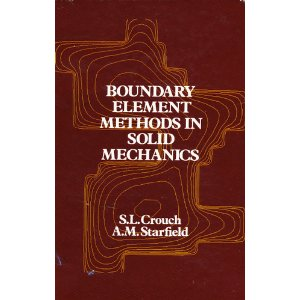 BOUNDARY
ELEMENT
METHODS IN
SOLID
MECHANICS
S.L. Crouch
A.M. Starfield